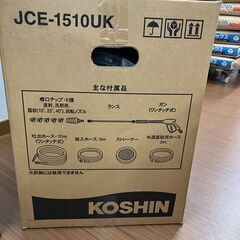 JCE-1510UK
主な付属品
噴口チップ・6種
ランス
ガン
(ワンタッチ式)
吐出ホース・10m
(ワンタッチ式)
吸入ホース・3m
ストレーナー
水道直結用ホース
3m
KOSHIN